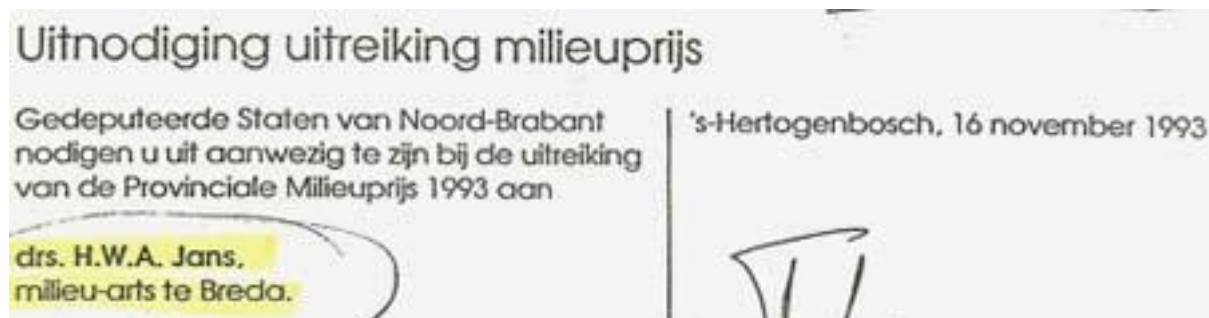 Uitnodiging uitreiking milieuprijs
Gedeputeerde Staten van Noord-Brabant
nodigen u uit aanwezig te zijn bij de uitreiking
van de Provinciale Milieuprijs 1993 aan
drs. H.W.A. Jans,
milieu-arts te Breda.
's-Hertogenbosch, 16 november 1993